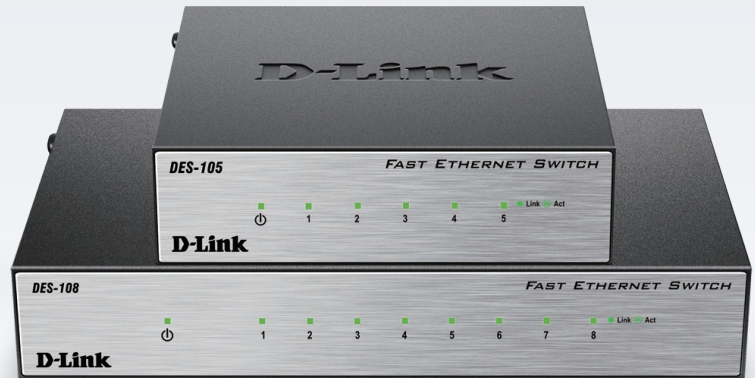 D-Link
DES-105 FAST ETHERNET SWITCH
Link Act
1 2 3 4 5
D-Link
DES-108 FAST ETHERNET SWITCH
Link Act
1 2 3 4 5 6 7 8
D-Link